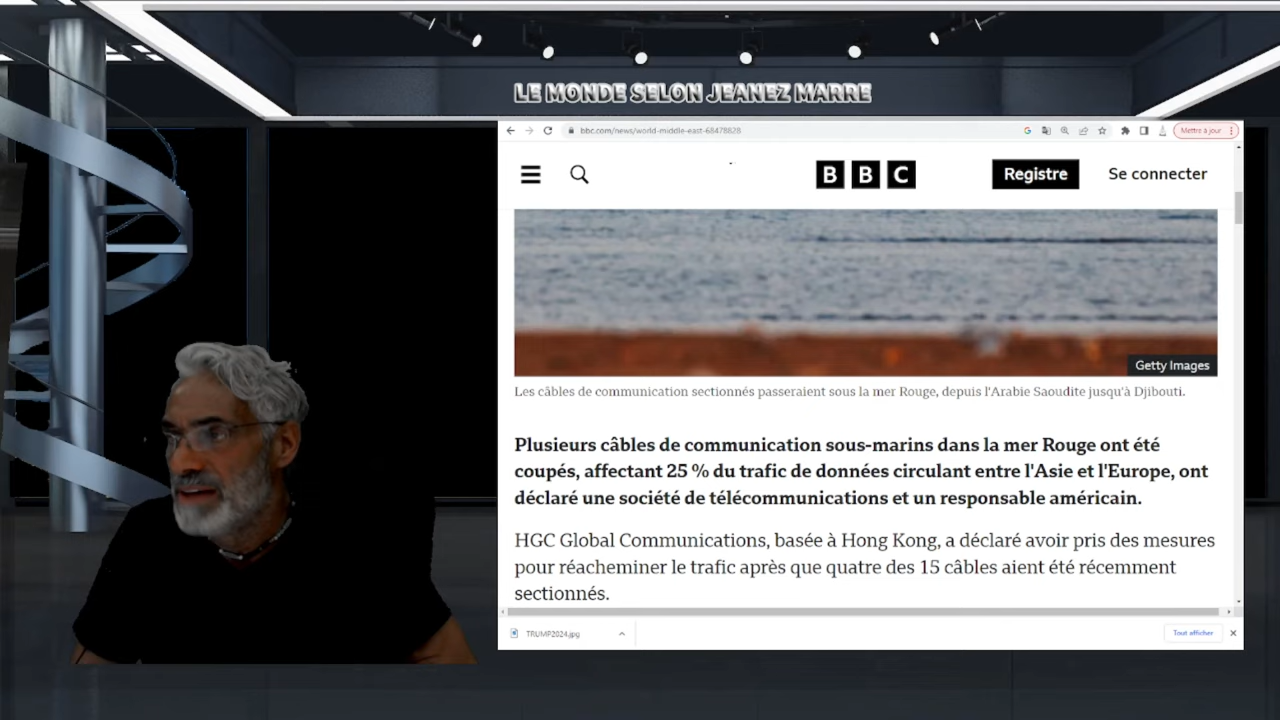 LE MONDE SELON JEANEZ MARRE
bbc.com/news/world-middle-east-68478828
Mettre à jour
BBC
Registre
Se connecter
Getty Images
Les câbles de communication sectionnés passeraient sous la mer Rouge, depuis l'Arabie Saoudite jusqu'à Djibouti.
Plusieurs câbles de communication sous-marins dans la mer Rouge ont été
coupés, affectant 25 % du trafic de données circulant entre l'Asie et l'Europe, ont
déclaré une société de télécommunications et un responsable américain.
HGC Global Communications, basée à Hong Kong, a déclaré avoir pris des mesures
pour réacheminer le trafic après que quatre des 15 câbles aient été récemment
sectionnés.
TRUMP2024.jpg
Tout afficher